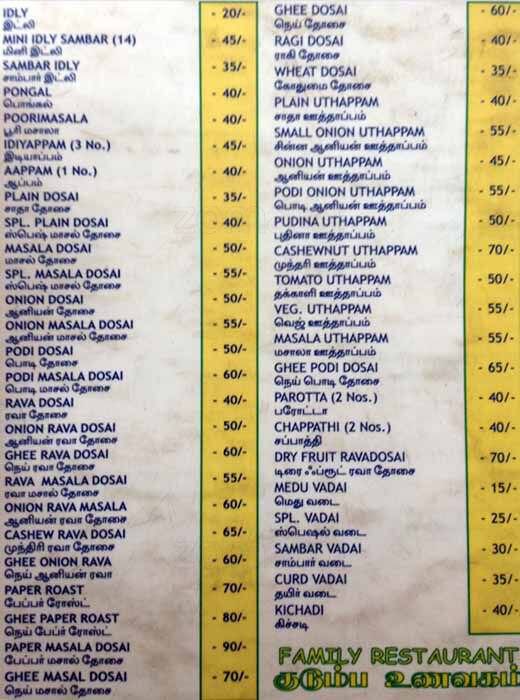 IDLY - 20/-
இட்லி
MINI IDLY SAMBAR (14) - 45/-
மினி இட்லி
SAMBAR IDLY - 35/-
சாம்பார் இட்லி
PONGAL - 40/-
பொங்கல்
POORIMASALA - 40/-
பூரி மசாலா
IDIYAPPAM (3 No.) - 45/-
இடியாப்பம்
AAPPAM (1 No.) - 40/-
ஆப்பம்
PLAIN DOSAI - 35/-
சாதா தோசை
SPL. PLAIN DOSAI - 40/-
ஸ்பெஷ் மாசல் தோசை
MASALA DOSAI - 50/-
மாசல் தோசை
SPL. MASALA DOSAI - 55/-
ஸ்பெஷ் மாசல் தோசை
ONION DOSAI - 50/-
ஆனியன் தோசை
ONION MASALA DOSAI - 55/-
ஆனியன் மாசல் தோசை
PODI DOSAI - 50/-
பொடி தோசை
PODI MASALA DOSAI - 60/-
பொடி மாசல் தோசை
RAVA DOSAI - 40/-
ரவா தோசை
ONION RAVA DOSAI - 50/-
ஆனியன் ரவா தோசை
GHEE RAVA DOSAI - 60/-
நெய் ரவா தோசை
RAVA MASALA DOSAI - 55/-
ரவா மசால் தோசை
ONION RAVA MASALA - 60/-
ஆனியன் ரவா தோசை
CASHEW RAVA DOSAI - 65/-
முந்திரி ரவா தோசை
GHEE ONION RAVA - 60/-
நெய் ஆனியன் ரவா
PAPER ROAST - 70/-
பேப்பர் ரோஸ்ட்
GHEE PAPER ROAST - 80/-
நெய் பேப்ர் ரோஸ்ட்
PAPER MASALA DOSAI - 90/-
பேப்பர் மசால் தோசை
GHEE MASAL DOSAI - 70/-
நெய் மசால் தோசை
GHEE DOSAI - 60/-
நெய் தோசை
RAGI DOSAI - 40/-
ராகி தோசை
WHEAT DOSAI - 35/-
கோதுமை தோசை
PLAIN UTHAPPAM - 40/-
சாதா ஊத்தாப்பம்
SMALL ONION UTHAPPAM - 55/-
சின்ன ஆனியன் ஊத்தாப்பம்
ONION UTHAPPAM - 45/-
ஆனியன் ஊத்தாப்பம்
PODI ONION UTHAPPAM - 55/-
பொடி ஆனியன் ஊத்தாப்பம்
PUDINA UTHAPPAM - 50/-
புதினா ஊத்தாப்பம்
CASHEWNUT UTHAPPAM - 70/-
முந்தரி ஊத்தாப்பம்
TOMATO UTHAPPAM - 50/-
தக்காளி ஊத்தாப்பம்
VEG. UTHAPPAM - 55/-
வெஜ் ஊத்தாப்பம்
MASALA UTHAPPAM - 55/-
மசாலா ஊத்தாப்பம்
GHEE PODI DOSAI - 65/-
நெய் பொடி தோசை
PAROTTA (2 Nos.) - 40/-
பரோட்டா
CHAPPATHI (2 Nos.) - 40/-
சப்பாத்தி
DRY FRUIT RAVADOSAI - 70/-
டிரை ஃப்ரூட் ரவா தோசை
MEDU VADAI - 15/-
மெது வடை
SPL. VADAI - 25/-
ஸ்பெஷல் வடை
SAMBAR VADAI - 30/-
சாம்பார் வடை
CURD VADAI - 35/-
தயிர் வடை
KICHADI - 40/-
கிச்சடி
FAMILY RESTAURANT
குடும்ப உணவகம்